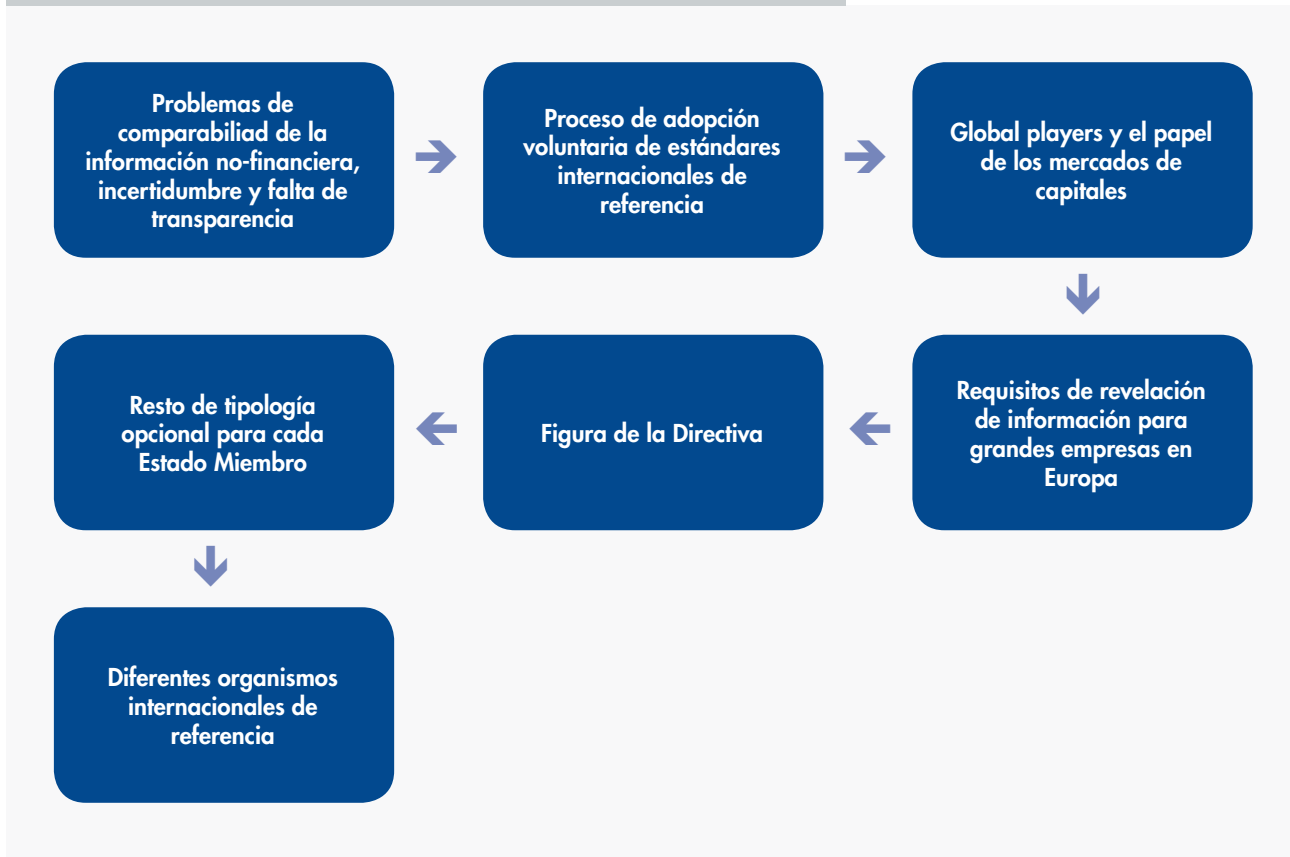 Problemas de
comparabiliad de la
información no-financiera,
incertidumbre y falta de
transparencia
Proceso de adopción
voluntaria de estándares
internacionales de
referencia
Global players y el papel
de los mercados de
capitales
Requisitos de revelación
de información para
grandes empresas en
Europa
Figura de la Directiva
Resto de tipología
opcional para cada
Estado Miembro
Diferentes organismos
internacionales de
referencia